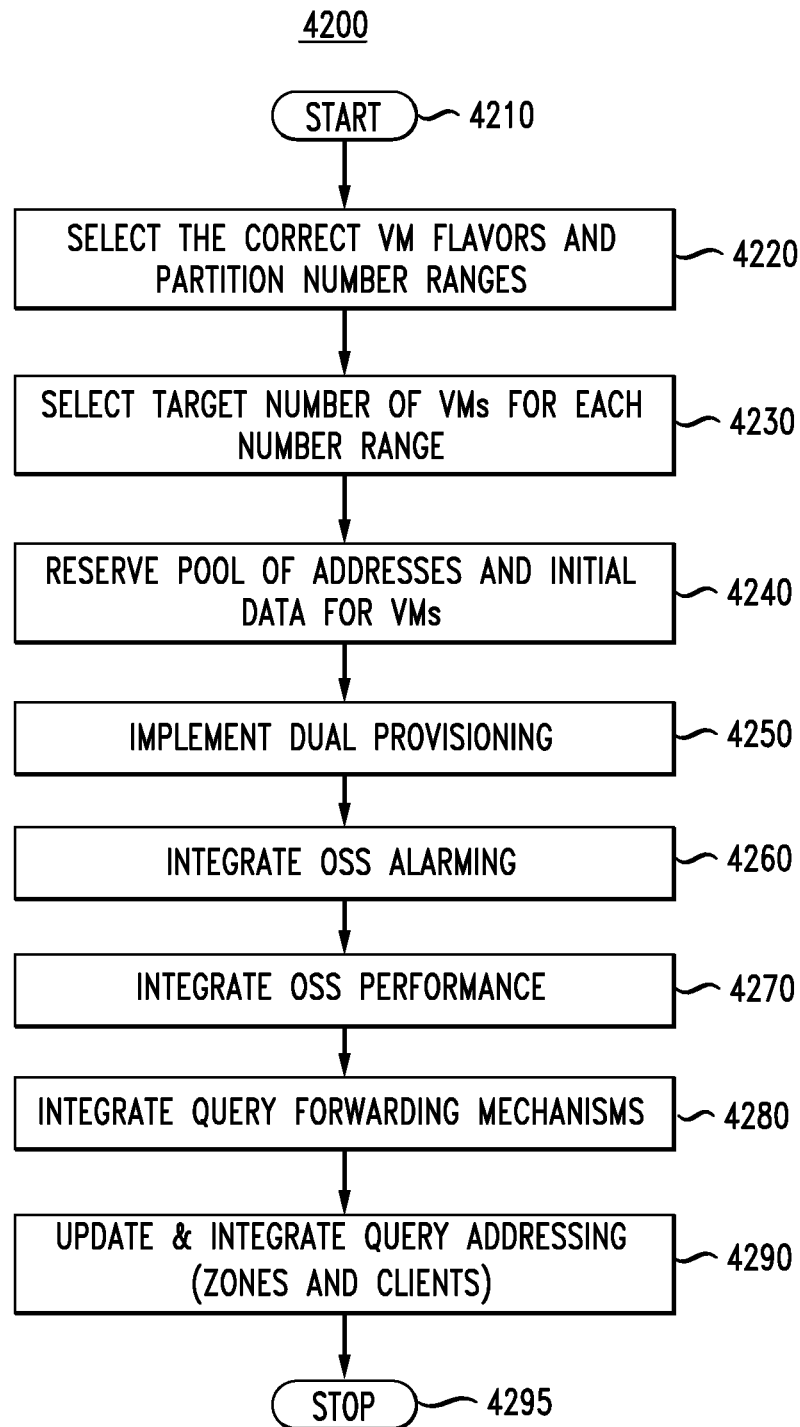 4200
START
4210
SELECT THE CORRECT VM FLAVORS AND
PARTITION NUMBER RANGES
4220
SELECT TARGET NUMBER OF VMs FOR EACH
NUMBER RANGE
4230
RESERVE POOL OF ADDRESSES AND INITIAL
DATA FOR VMs
4240
IMPLEMENT DUAL PROVISIONING
4250
INTEGRATE OSS ALARMING
4260
INTEGRATE OSS PERFORMANCE
4270
INTEGRATE QUERY FORWARDING MECHANISMS
4280
UPDATE & INTEGRATE QUERY ADDRESSING
(ZONES AND CLIENTS)
4290
STOP
4295